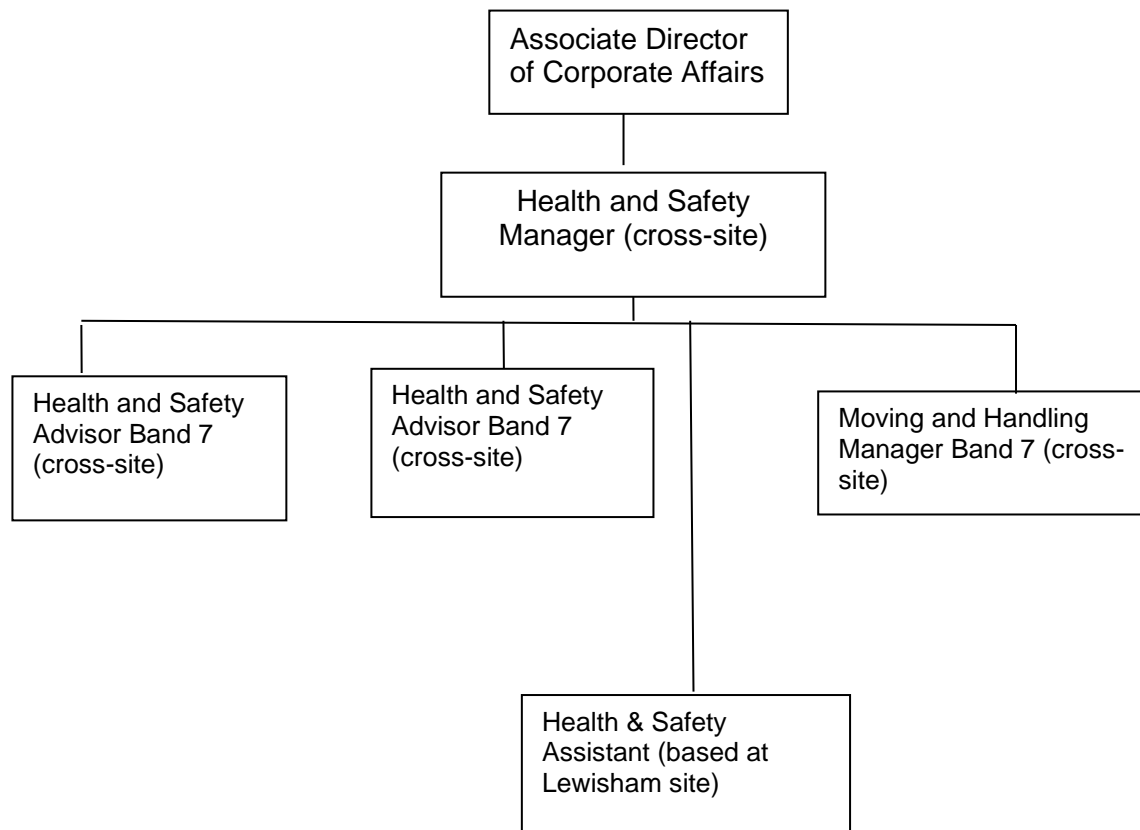 Associate Director
of Corporate Affairs
Health and Safety
Manager (cross-site)
Health and Safety
Advisor Band 7
(cross-site)
Health and Safety
Advisor Band 7
(cross-site)
Moving and Handling
Manager Band 7 (cross-
site)
Health & Safety
Assistant (based at
Lewisham site)